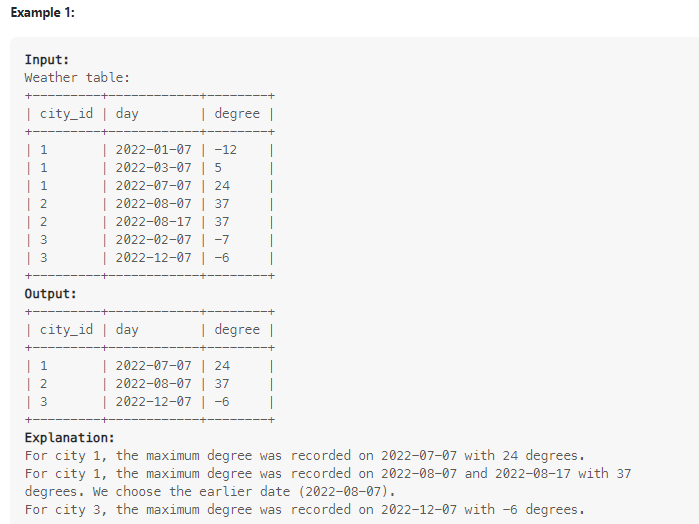 Example 1:
Input:
Weather table:
+---------+------------+--------+
| city_id | day        | degree |
+---------+------------+--------+
| 1       | 2022-01-07 | -12    |
| 1       | 2022-03-07 | 5      |
| 1       | 2022-07-07 | 24     |
| 2       | 2022-08-07 | 37     |
| 2       | 2022-08-17 | 37     |
| 3       | 2022-02-07 | -7     |
| 3       | 2022-12-07 | -6     |
+---------+------------+--------+
Output:
+---------+------------+--------+
| city_id | day        | degree |
+---------+------------+--------+
| 1       | 2022-07-07 | 24     |
| 2       | 2022-08-07 | 37     |
| 3       | 2022-12-07 | -6     |
+---------+------------+--------+
Explanation:
For city 1, the maximum degree was recorded on 2022-07-07 with 24 degrees.
For city 1, the maximum degree was recorded on 2022-08-07 and 2022-08-17 with 37
degrees. We choose the earlier date (2022-08-07).
For city 3, the maximum degree was recorded on 2022-12-07 with -6 degrees.